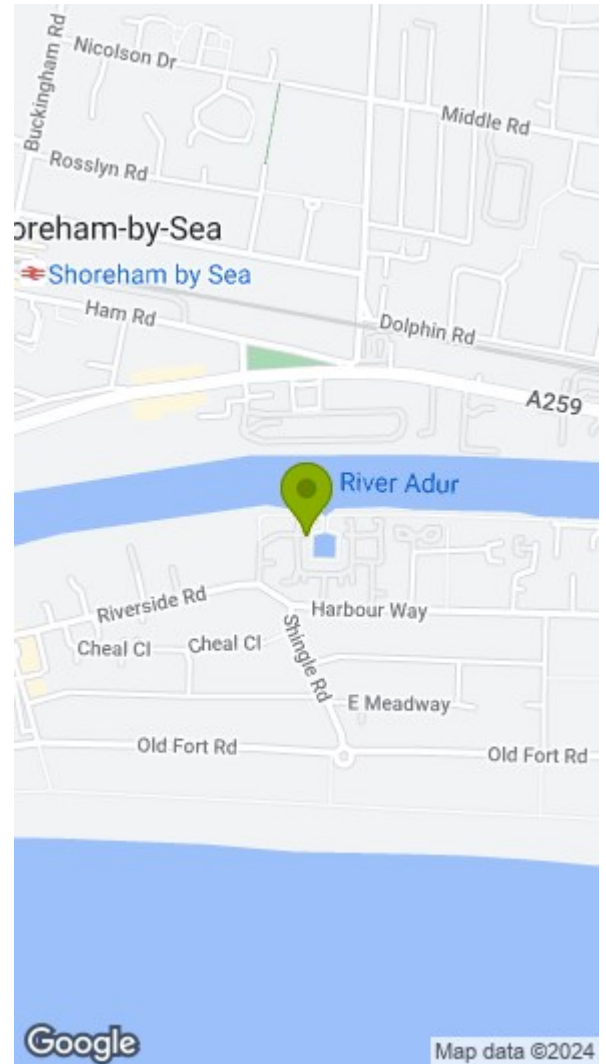 Nicolson Dr
Buckingham Rd
Middle Rd
Rosslyn Rd
oreham-by-Sea
Shoreham by Sea
Ham Rd
Dolphin Rd
A259
River Adur
Riverside Rd
Harbour Way
Cheal Cl
Cheal Cl
Shingle Rd
E Meadway
Old Fort Rd
Old Fort Rd
Google
Map data ©2024